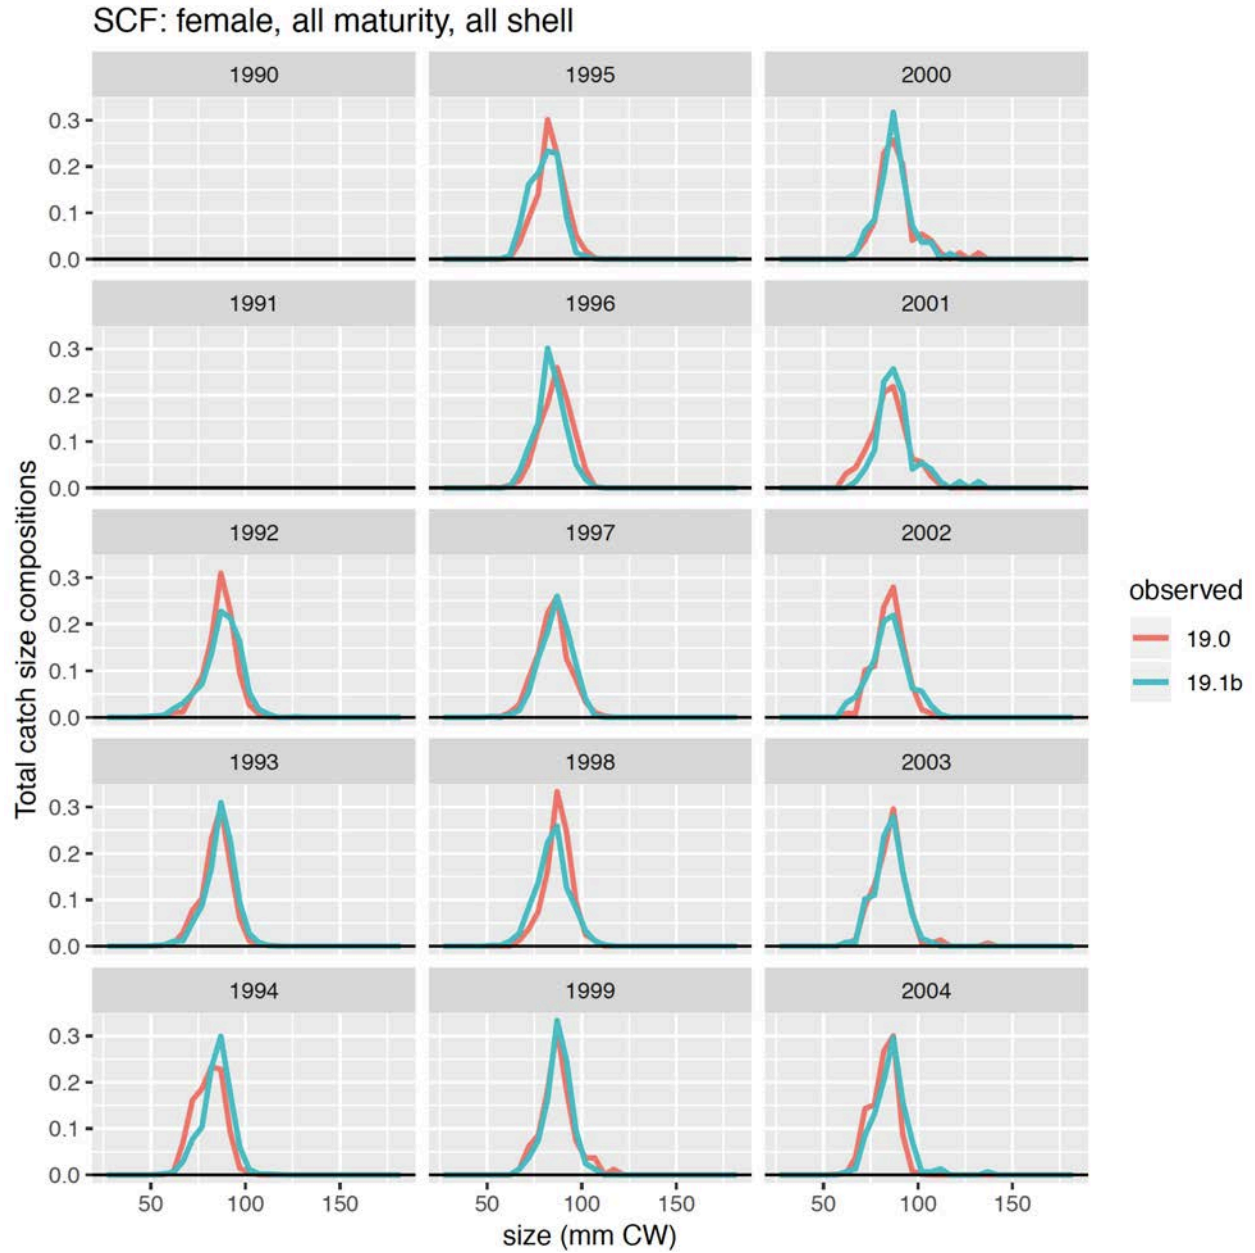 SCF: female, all maturity, all shell
1990 1995 2000
0.3
0.2
0.1
0.0
1991 1996 2001
0.3
0.2
0.1
0.0
1992 1997 2002
0.3
0.2
0.1
0.0
1993 1998 2003
0.3
0.2
0.1
0.0
1994 1999 2004
0.3
0.2
0.1
0.0
50 100 150 50 100 150 50 100 150
size (mm CW)
Total catch size compositions
observed
19.0
19.1b